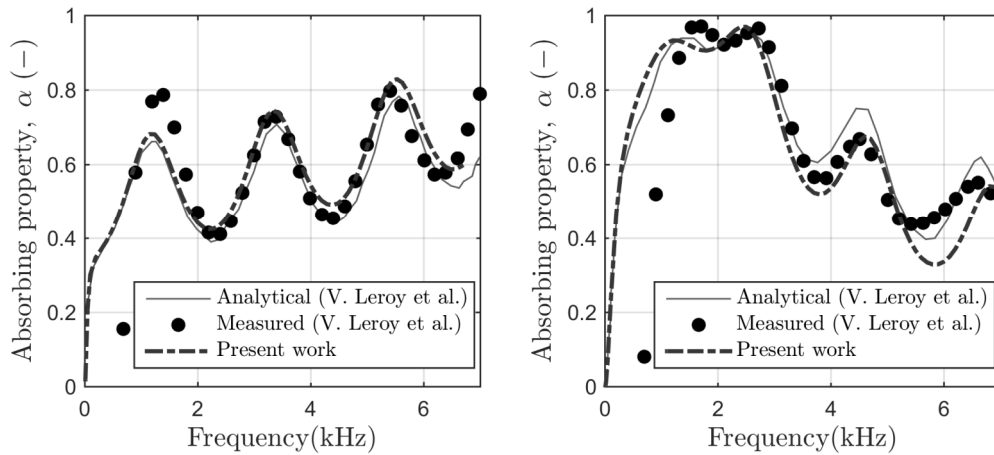 Absorbing property, α (−)
1
0.8
0.6
0.4
0.2
0
Analytical (V. Leroy et al.)
Measured (V. Leroy et al.)
Present work
0 2 4 6
Frequency(kHz)
Absorbing property, α (−)
1
0.8
0.6
0.4
0.2
0
Analytical (V. Leroy et al.)
Measured (V. Leroy et al.)
Present work
0 2 4 6
Frequency(kHz)